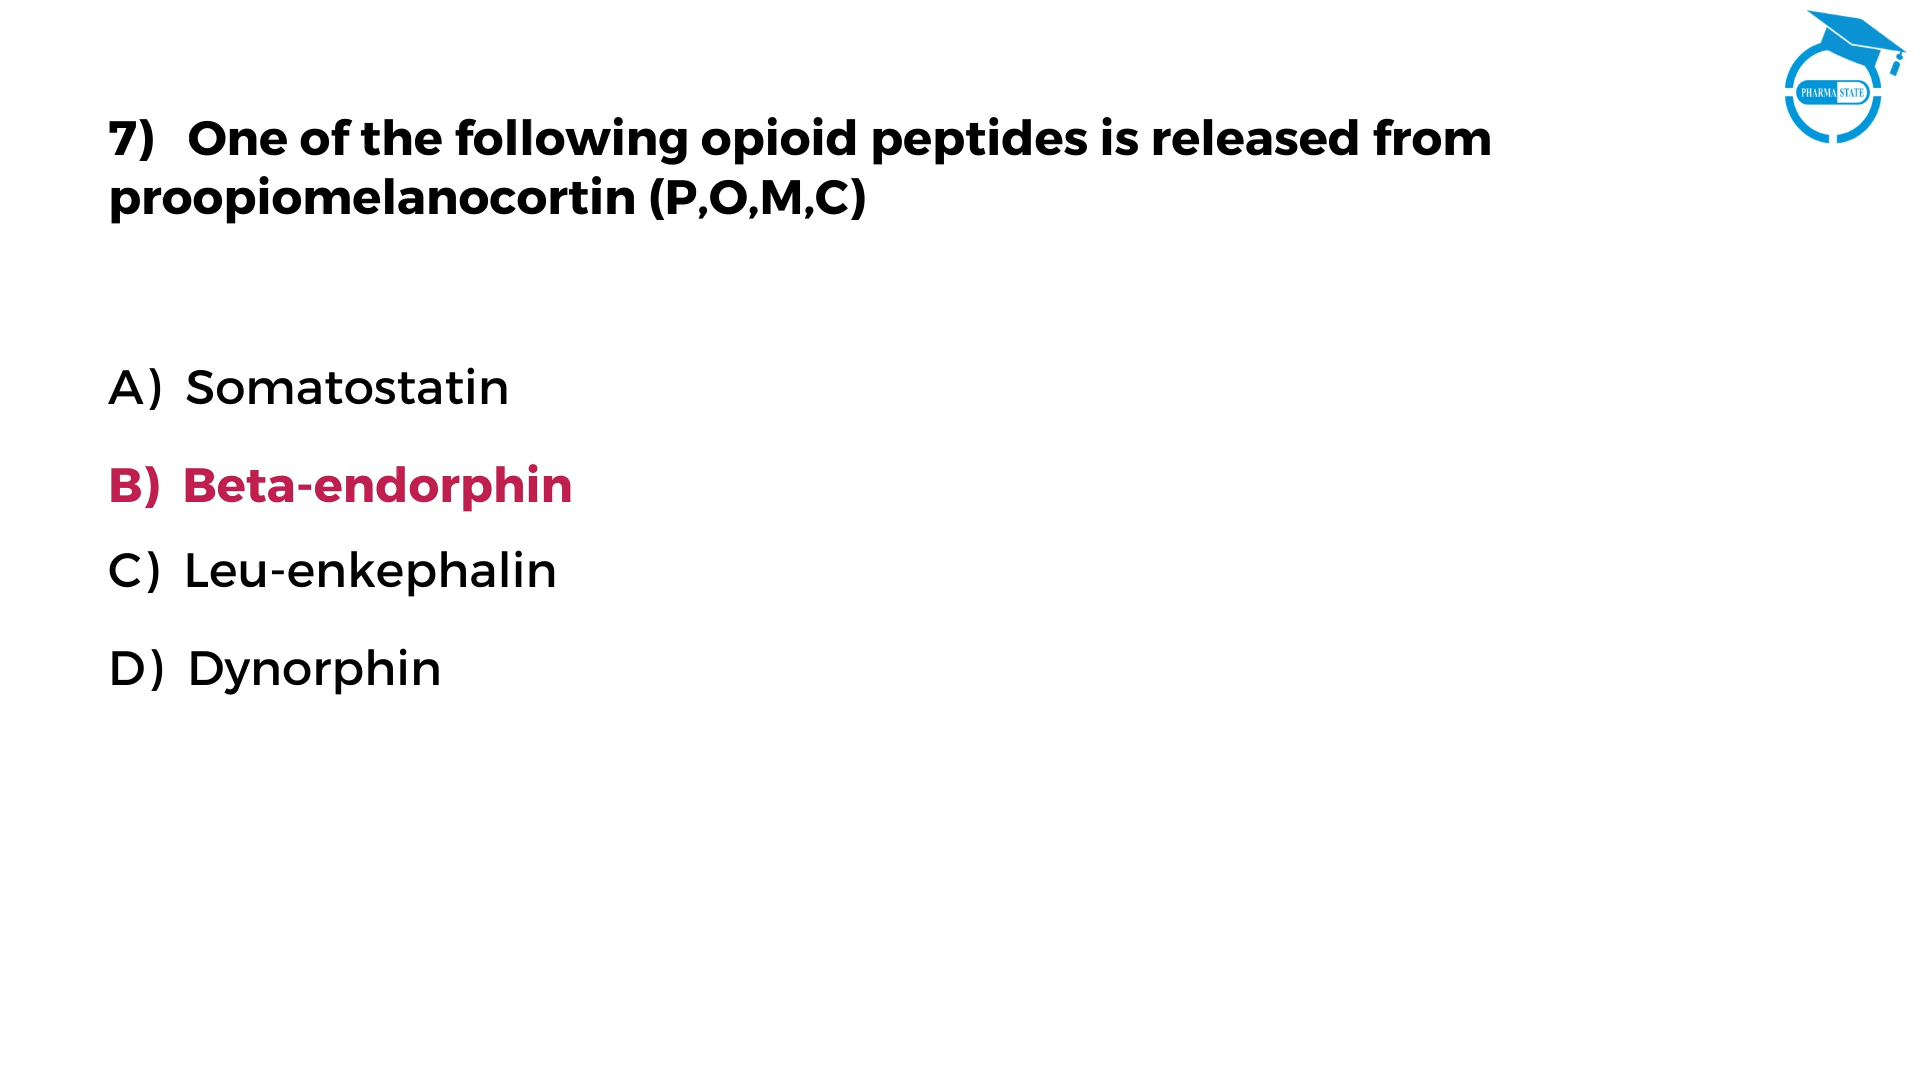 PHARMA STATE
7) One of the following opioid peptides is released from
proopiomelanocortin (P,O,M,C)
A) Somatostatin
B) Beta-endorphin
C) Leu-enkephalin
D) Dynorphin